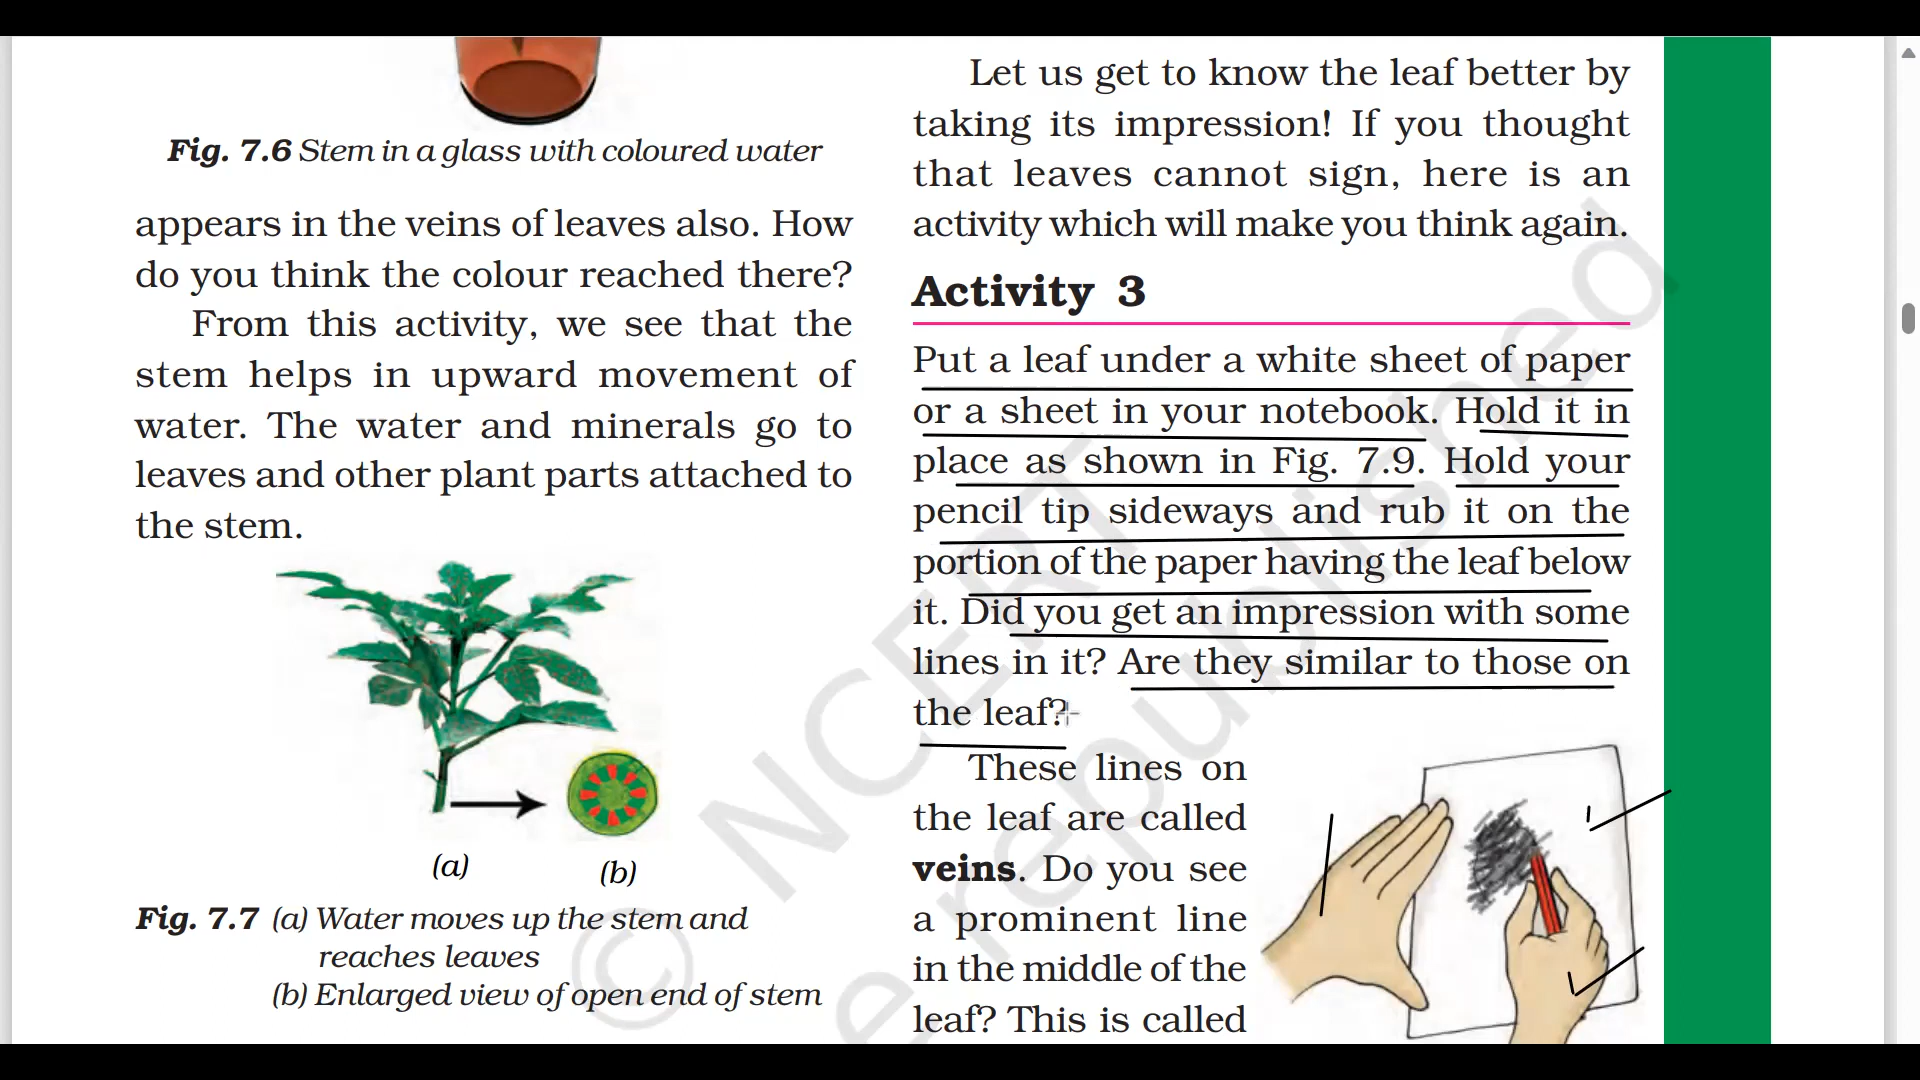 Fig. 7.6 Stem in a glass with coloured water
appears in the veins of leaves also. How
do you think the colour reached there?
From this activity, we see that the
stem helps in upward movement of
water. The water and minerals go to
leaves and other plant parts attached to
the stem.
(a)
(b)
Fig. 7.7 (a) Water moves up the stem and
reaches leaves
(b) Enlarged view of open end of stem
Let us get to know the leaf better by
taking its impression! If you thought
that leaves cannot sign, here is an
activity which will make you think again.
Activity 3
Put a leaf under a white sheet of paper
or a sheet in your notebook. Hold it in
place as shown in Fig. 7.9. Hold your
pencil tip sideways and rub it on the
portion of the paper having the leaf below
it. Did you get an impression with some
lines in it? Are they similar to those on
the leaf?
These lines on
the leaf are called
veins. Do you see
a prominent line
in the middle of the
leaf? This is called
© NCERT
e republished